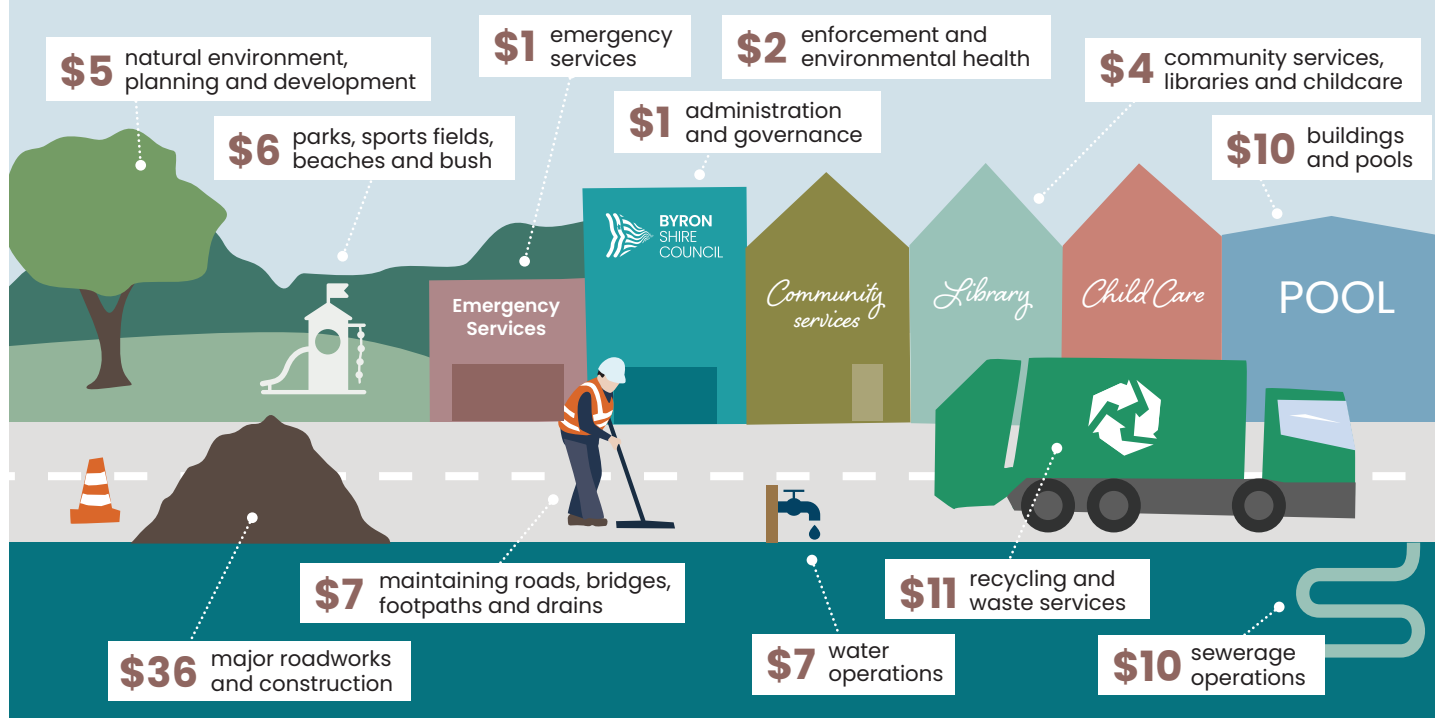 $5 natural environment,
planning and development
$1 emergency
services
$2 enforcement and
environmental health
$4 community services,
libraries and childcare
$6 parks, sports fields,
beaches and bush
$1 administration
and governance
$10 buildings
and pools
BYRON
SHIRE
COUNCIL
Emergency
Services
Community
services
Library
Child Care
POOL
$7 maintaining roads, bridges,
footpaths and drains
$11 recycling and
waste services
$36 major roadworks
and construction
$7 water
operations
$10 sewerage
operations